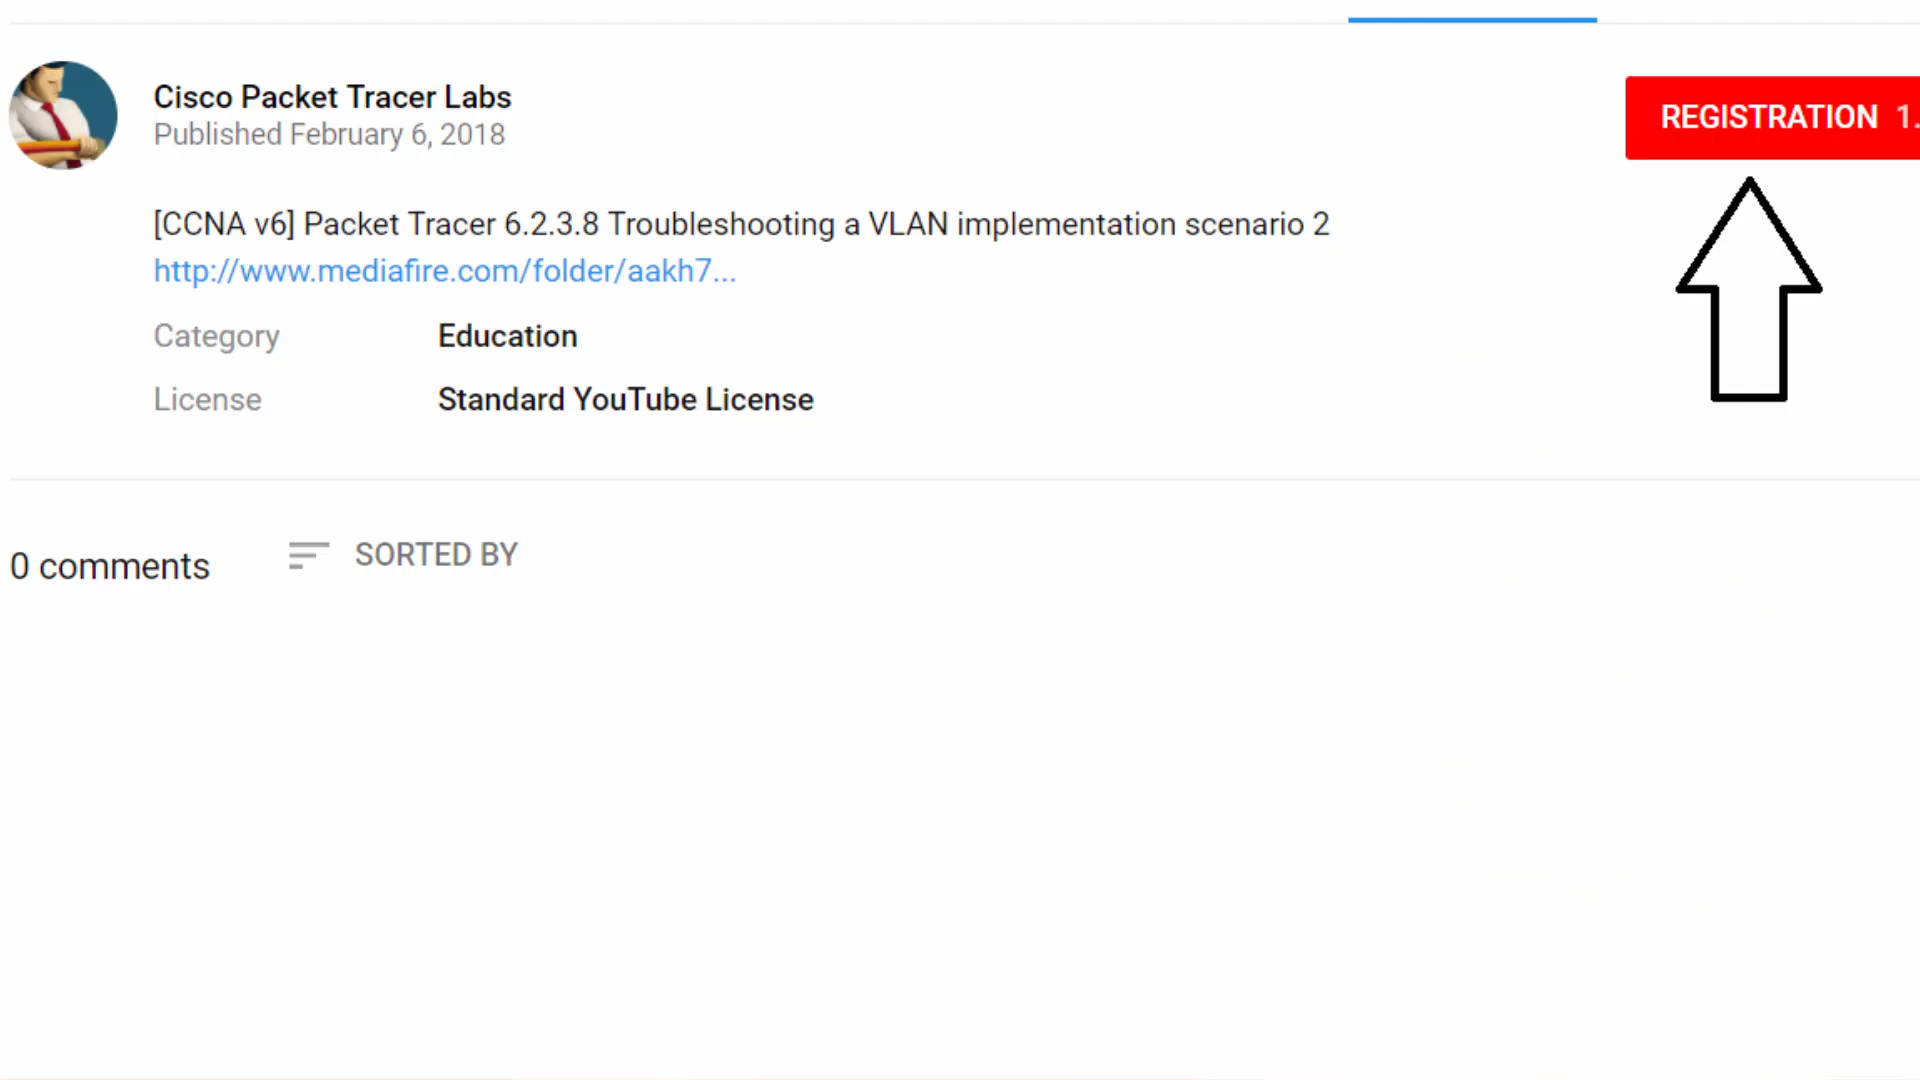 Cisco Packet Tracer Labs
Published February 6, 2018
REGISTRATION 1.
[CCNA v6] Packet Tracer 6.2.3.8 Troubleshooting a VLAN implementation scenario 2
http://www.mediafire.com/folder/aakh7...
Category Education
License Standard YouTube License
0 comments SORTED BY